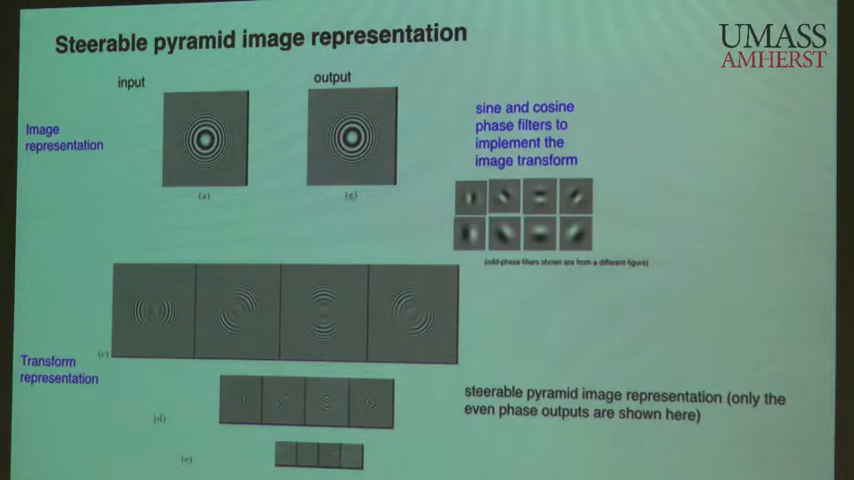 Steerable pyramid image representation
UMASS
AMHERST
input
output
Image
representation
sine and cosine
phase filters to
implement the
image transform
(a)
(g)
(odd-phase filters shown are from a different figure)
(c)
Transform
representation
steerable pyramid image representation (only the
even phase outputs are shown here)
(d)
(e)